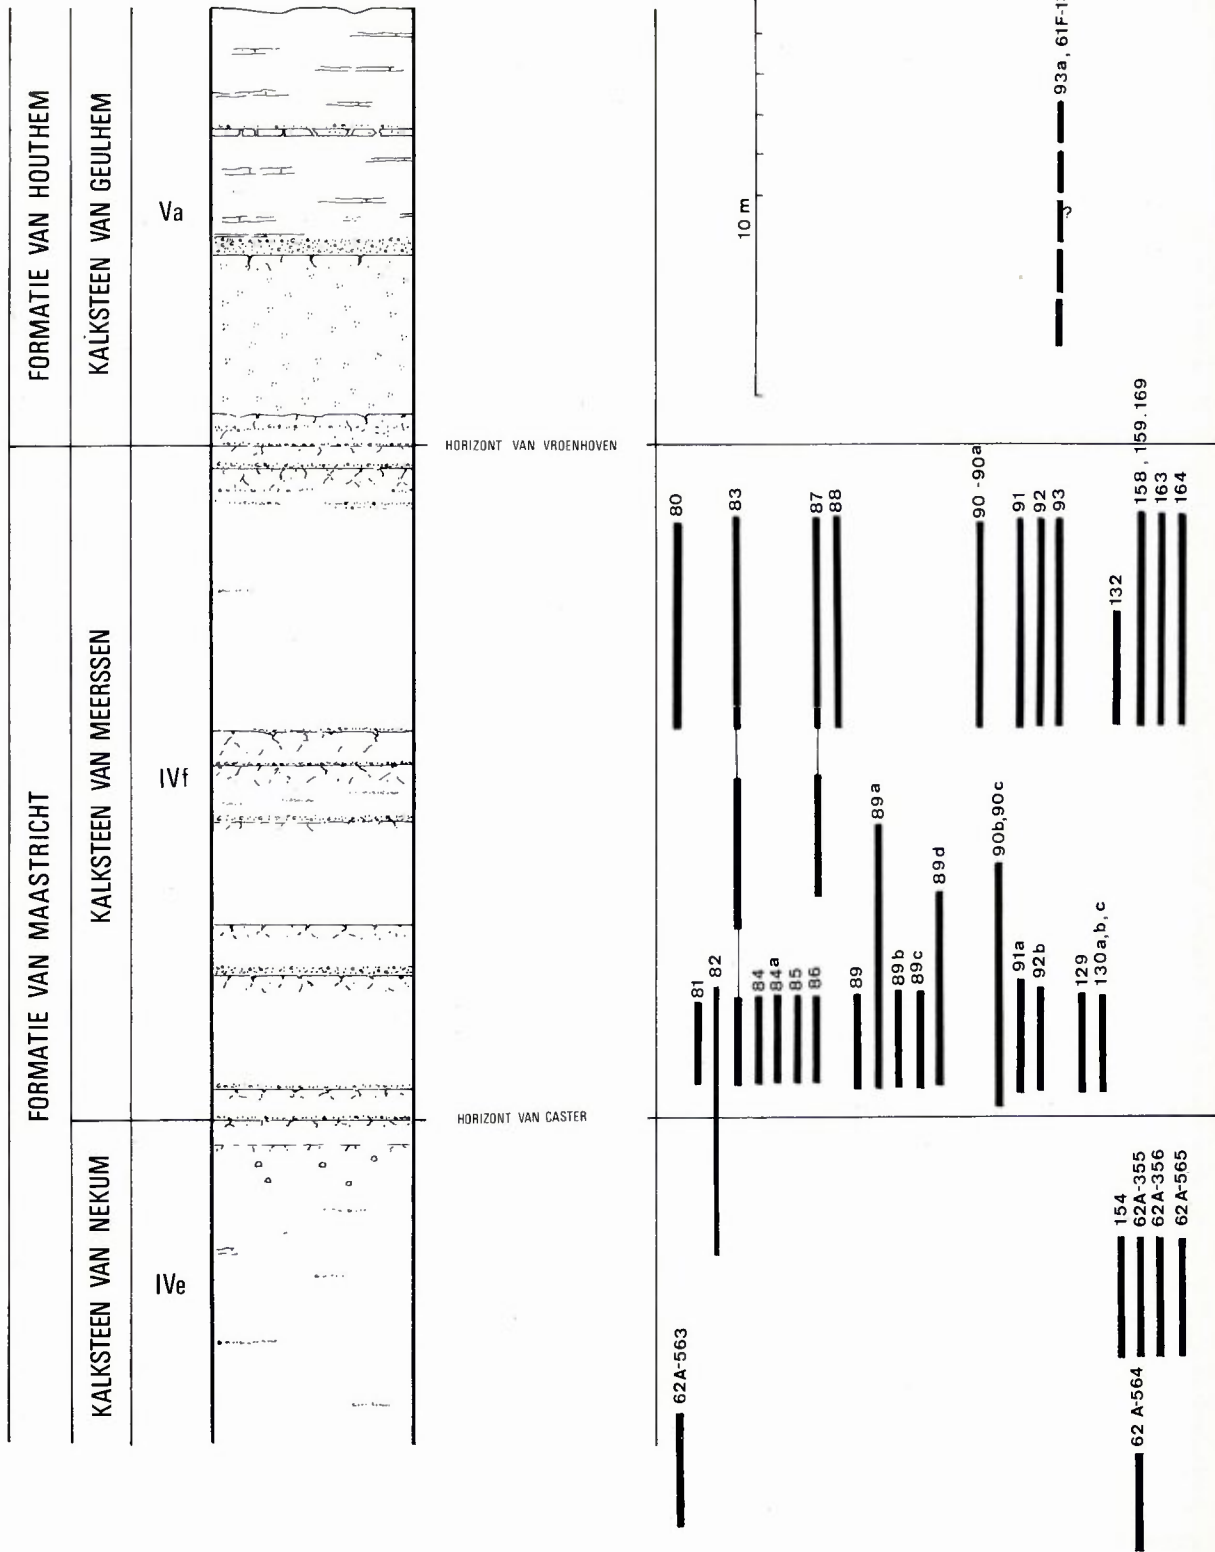 FORMATIE VAN HOUTHEM
KALKSTEEN VAN GEULHEM
Va
10 m
93a, 61F-1
?
HORIZONT VAN VROENHOVEN
FORMATIE VAN MAASTRICHT
KALKSTEEN VAN MEERSSEN
IVf
80
83
87
88
90 -90a
91
92
93
132
158, 159.169
163
164
81
82
84
84a
85
86
89
89a
89b
89c
89d
90b,90c
91a
92b
129
130a,b,c
HORIZONT VAN CASTER
KALKSTEEN VAN NEKUM
IVe
154
62A-355
62A-356
62A-565
62A-563
62 A-564